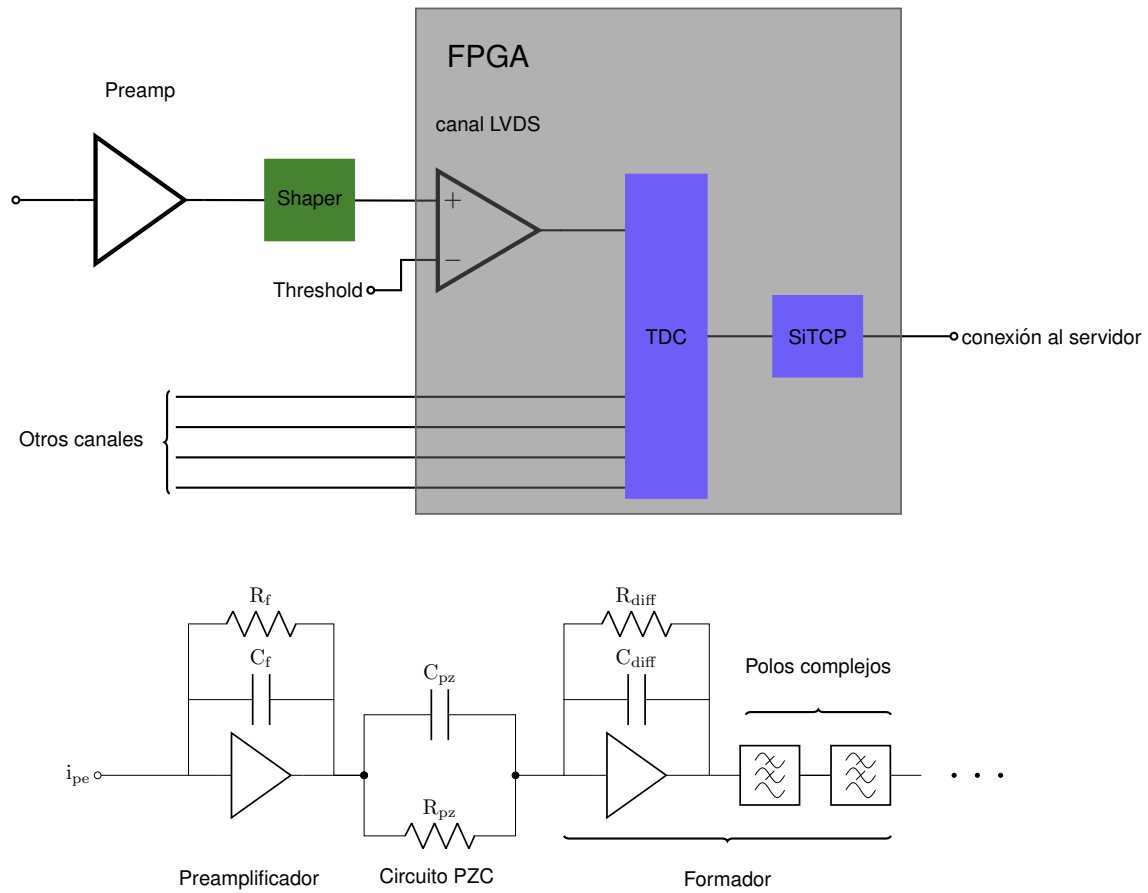 FPGA
Preamp
canal LVDS
Shaper
+
−
Threshold
TDC
SiTCP
conexión al servidor
Otros canales
R_f
R_diff
C_f
C_pz
C_diff
Polos complejos
i_pe
R_pz
Preamplificador
Circuito PZC
Formador